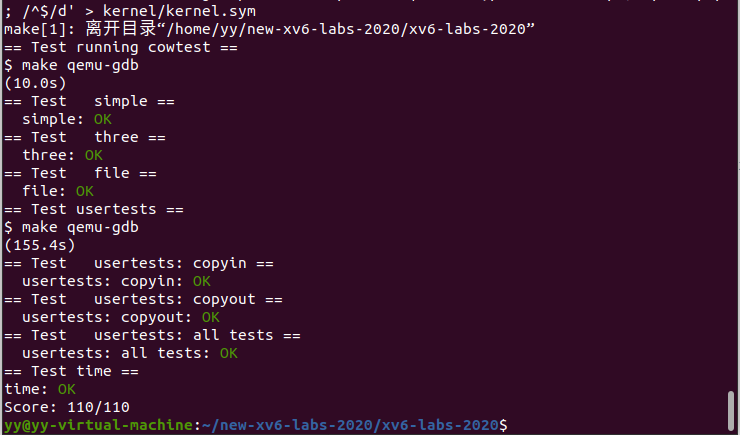 ; /^$/d' > kernel/kernel.sym
make[1]: 离开目录“/home/yy/new-xv6-labs-2020/xv6-labs-2020”
== Test running cowtest ==
$ make qemu-gdb
(10.0s)
== Test   simple ==
  simple: OK
== Test   three ==
  three: OK
== Test   file ==
  file: OK
== Test usertests ==
$ make qemu-gdb
(155.4s)
== Test   usertests: copyin ==
  usertests: copyin: OK
== Test   usertests: copyout ==
  usertests: copyout: OK
== Test   usertests: all tests ==
  usertests: all tests: OK
== Test time ==
time: OK
Score: 110/110
yy@yy-virtual-machine:~/new-xv6-labs-2020/xv6-labs-2020$